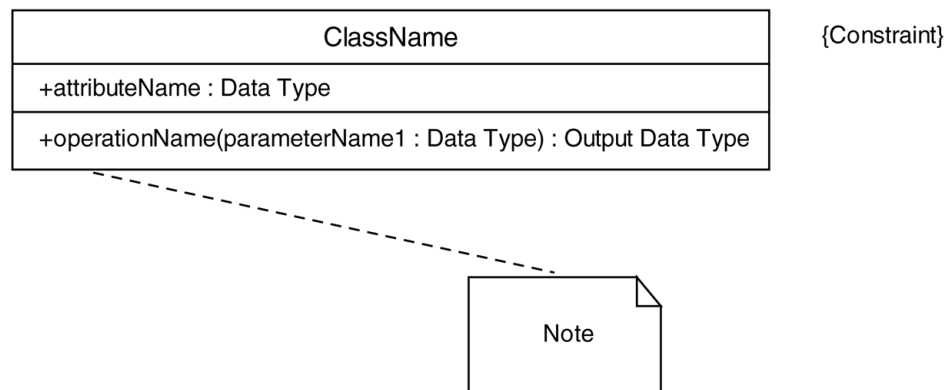 ClassName
{Constraint}
+attributeName : Data Type
+operationName(parameterName1 : Data Type) : Output Data Type
Note